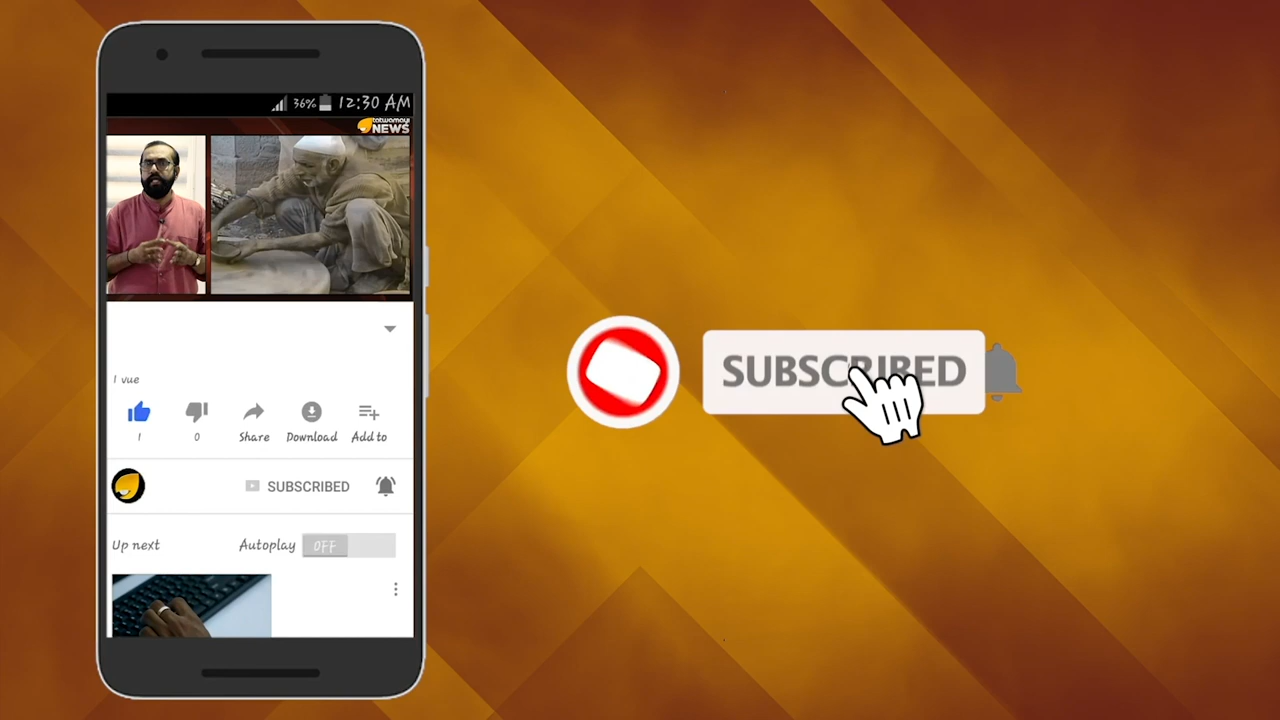 36% 12:30 AM
tatwamayi
NEWS
1 vue
1 0 Share Download Add to
SUBSCRIBED
Up next Autoplay OFF
SUBSCRIBED